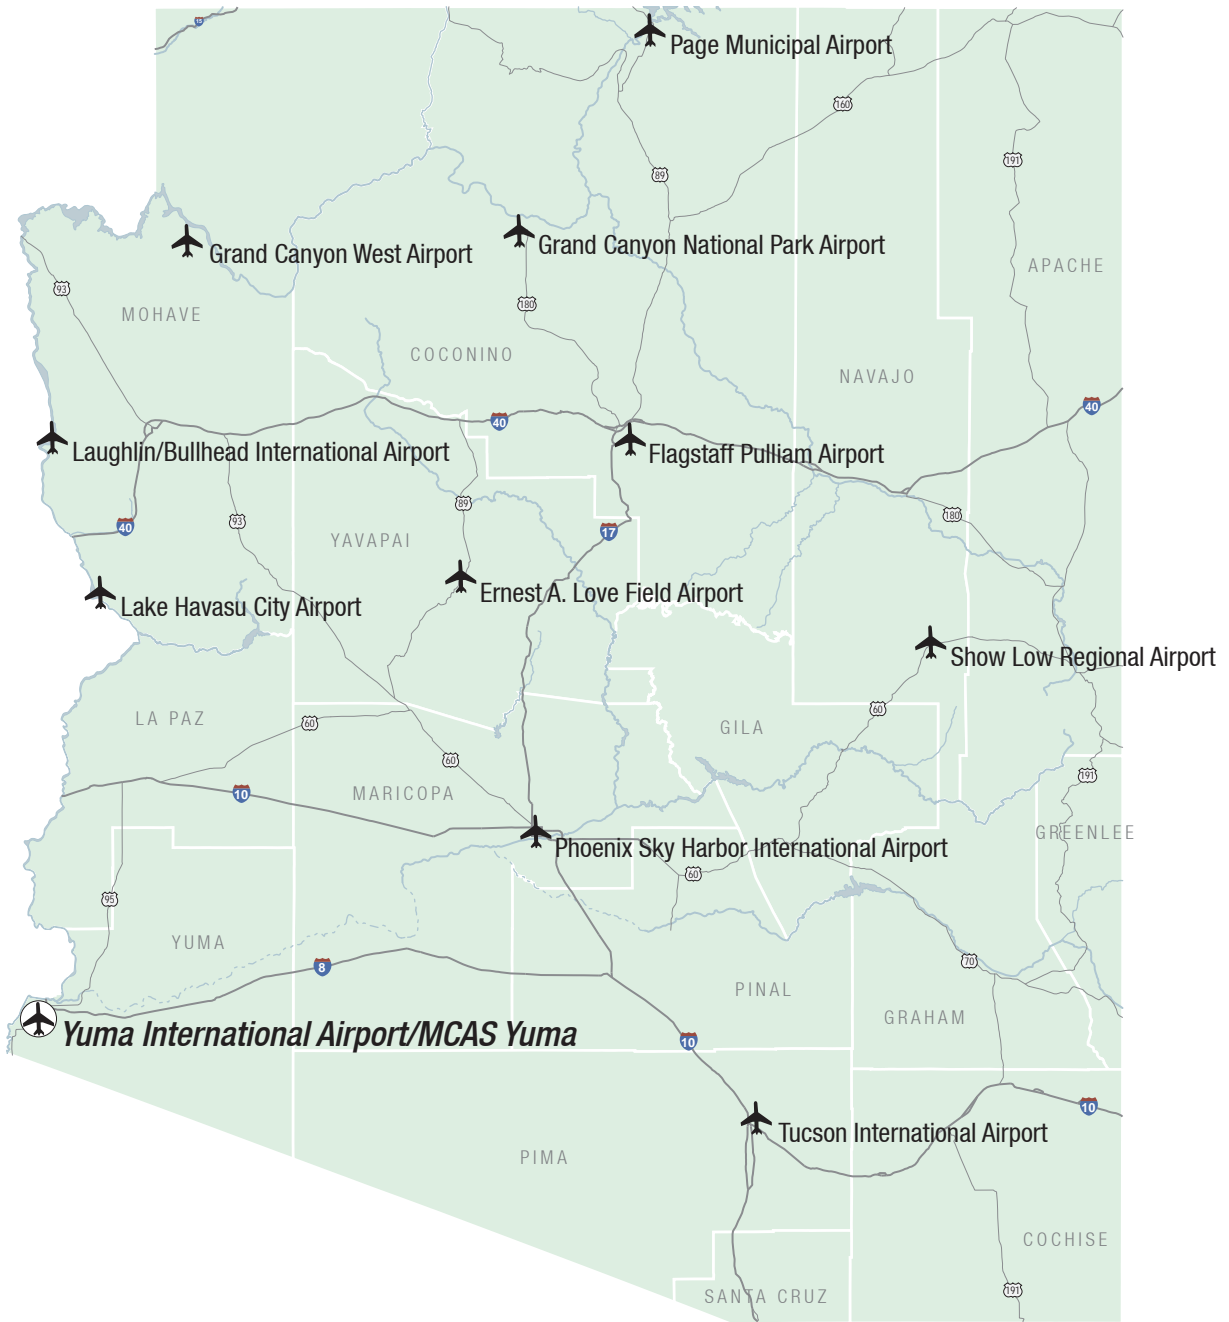 15
Page Municipal Airport
160
191
89
Grand Canyon West Airport
Grand Canyon National Park Airport
APACHE
93
180
MOHAVE
COCONINO
NAVAJO
40
40
Laughlin/Bullhead International Airport
Flagstaff Pulliam Airport
89
180
93
40
17
YAVAPAI
Ernest A. Love Field Airport
Lake Havasu City Airport
Show Low Regional Airport
60
LA PAZ
60
GILA
60
191
10
MARICOPA
GREENLEE
Phoenix Sky Harbor International Airport
60
95
YUMA
8
70
PINAL
GRAHAM
Yuma International Airport/MCAS Yuma
10
10
Tucson International Airport
PIMA
COCHISE
191
SANTA CRUZ